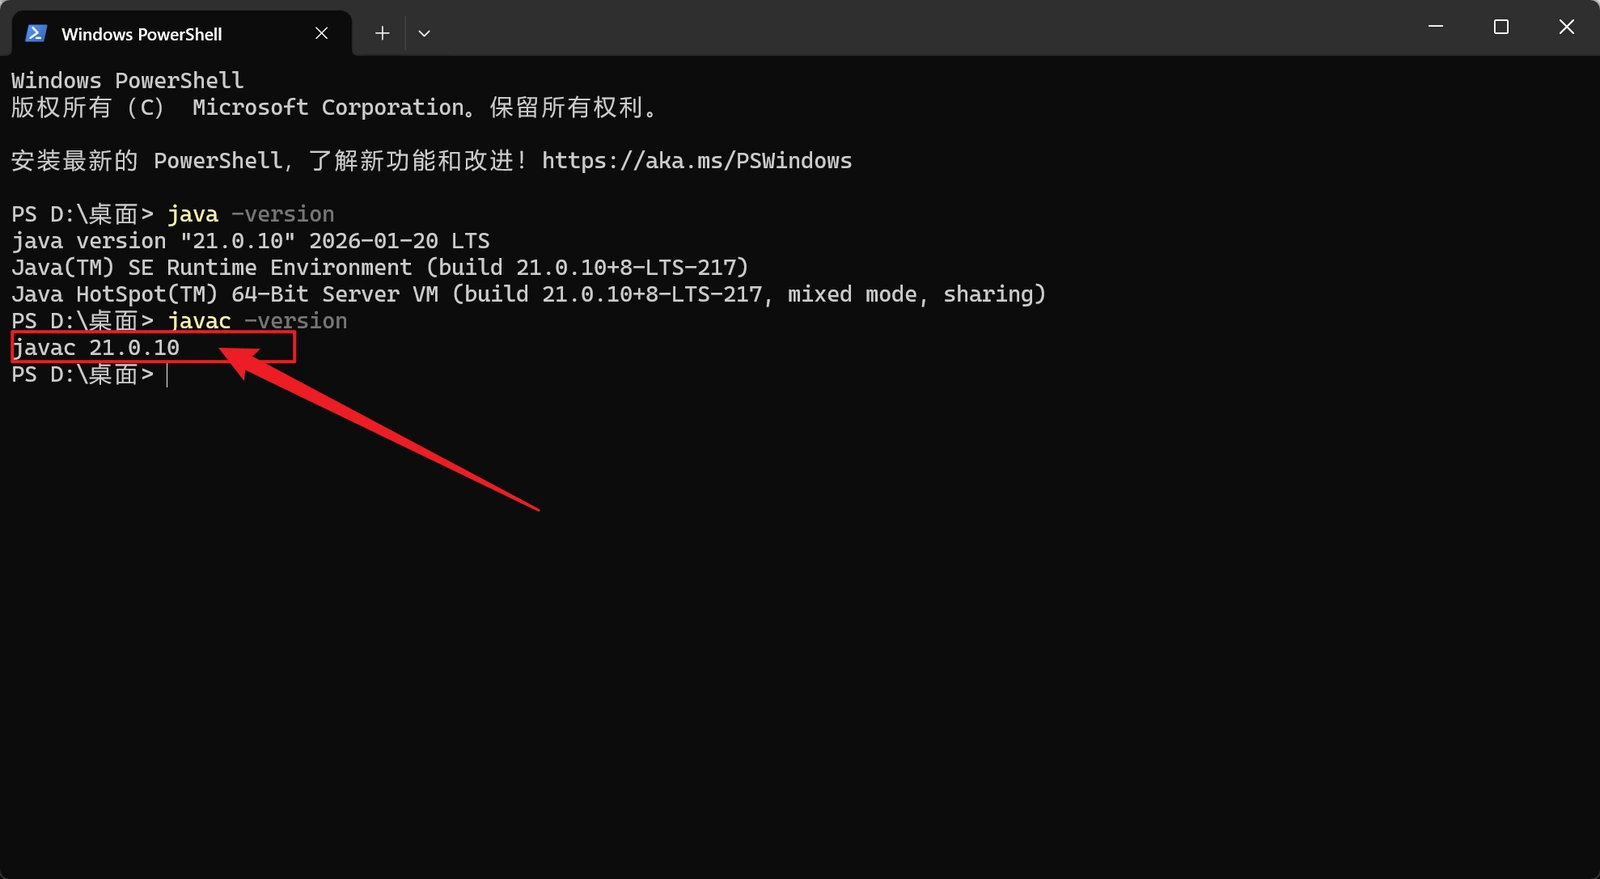 Windows PowerShell
Windows PowerShell
版权所有（C） Microsoft Corporation。保留所有权利。
安装最新的 PowerShell，了解新功能和改进！https://aka.ms/PSWindows
PS D:\桌面> java -version
java version "21.0.10" 2026-01-20 LTS
Java(TM) SE Runtime Environment (build 21.0.10+8-LTS-217)
Java HotSpot(TM) 64-Bit Server VM (build 21.0.10+8-LTS-217, mixed mode, sharing)
PS D:\桌面> javac -version
javac 21.0.10
PS D:\桌面>